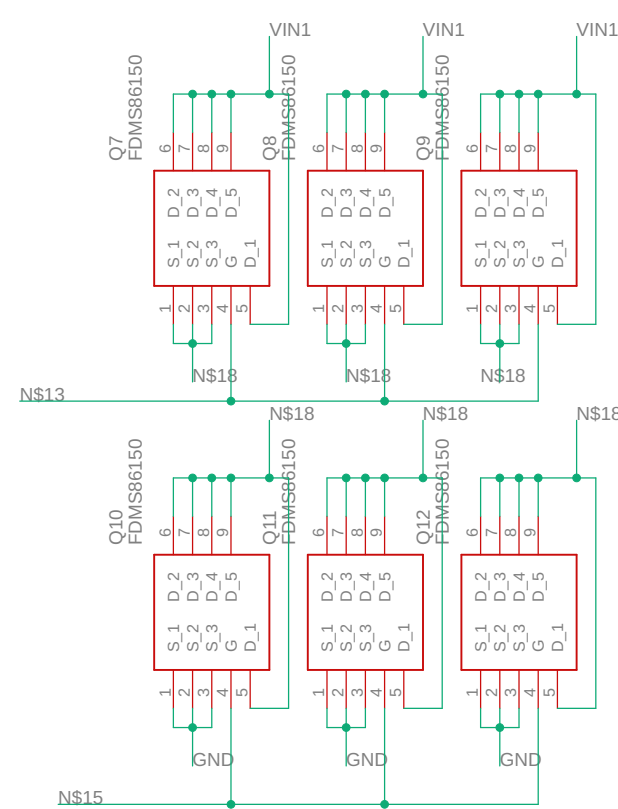 VIN1 VIN1 VIN1
Q7 FDMS86150 Q8 FDMS86150 Q9 FDMS86150
6 7 8 9 6 7 8 9 6 7 8 9
D_2 D_3 D_4 D_5 D_2 D_3 D_4 D_5 D_2 D_3 D_4 D_5
S_1 S_2 S_3 G D_1 S_1 S_2 S_3 G D_1 S_1 S_2 S_3 G D_1
1 2 3 4 5 1 2 3 4 5 1 2 3 4 5
N$18 N$18 N$18
N$13
N$18 N$18 N$18
Q10 FDMS86150 Q11 FDMS86150 Q12 FDMS86150
6 7 8 9 6 7 8 9 6 7 8 9
D_2 D_3 D_4 D_5 D_2 D_3 D_4 D_5 D_2 D_3 D_4 D_5
S_1 S_2 S_3 G D_1 S_1 S_2 S_3 G D_1 S_1 S_2 S_3 G D_1
1 2 3 4 5 1 2 3 4 5 1 2 3 4 5
GND GND GND
N$15